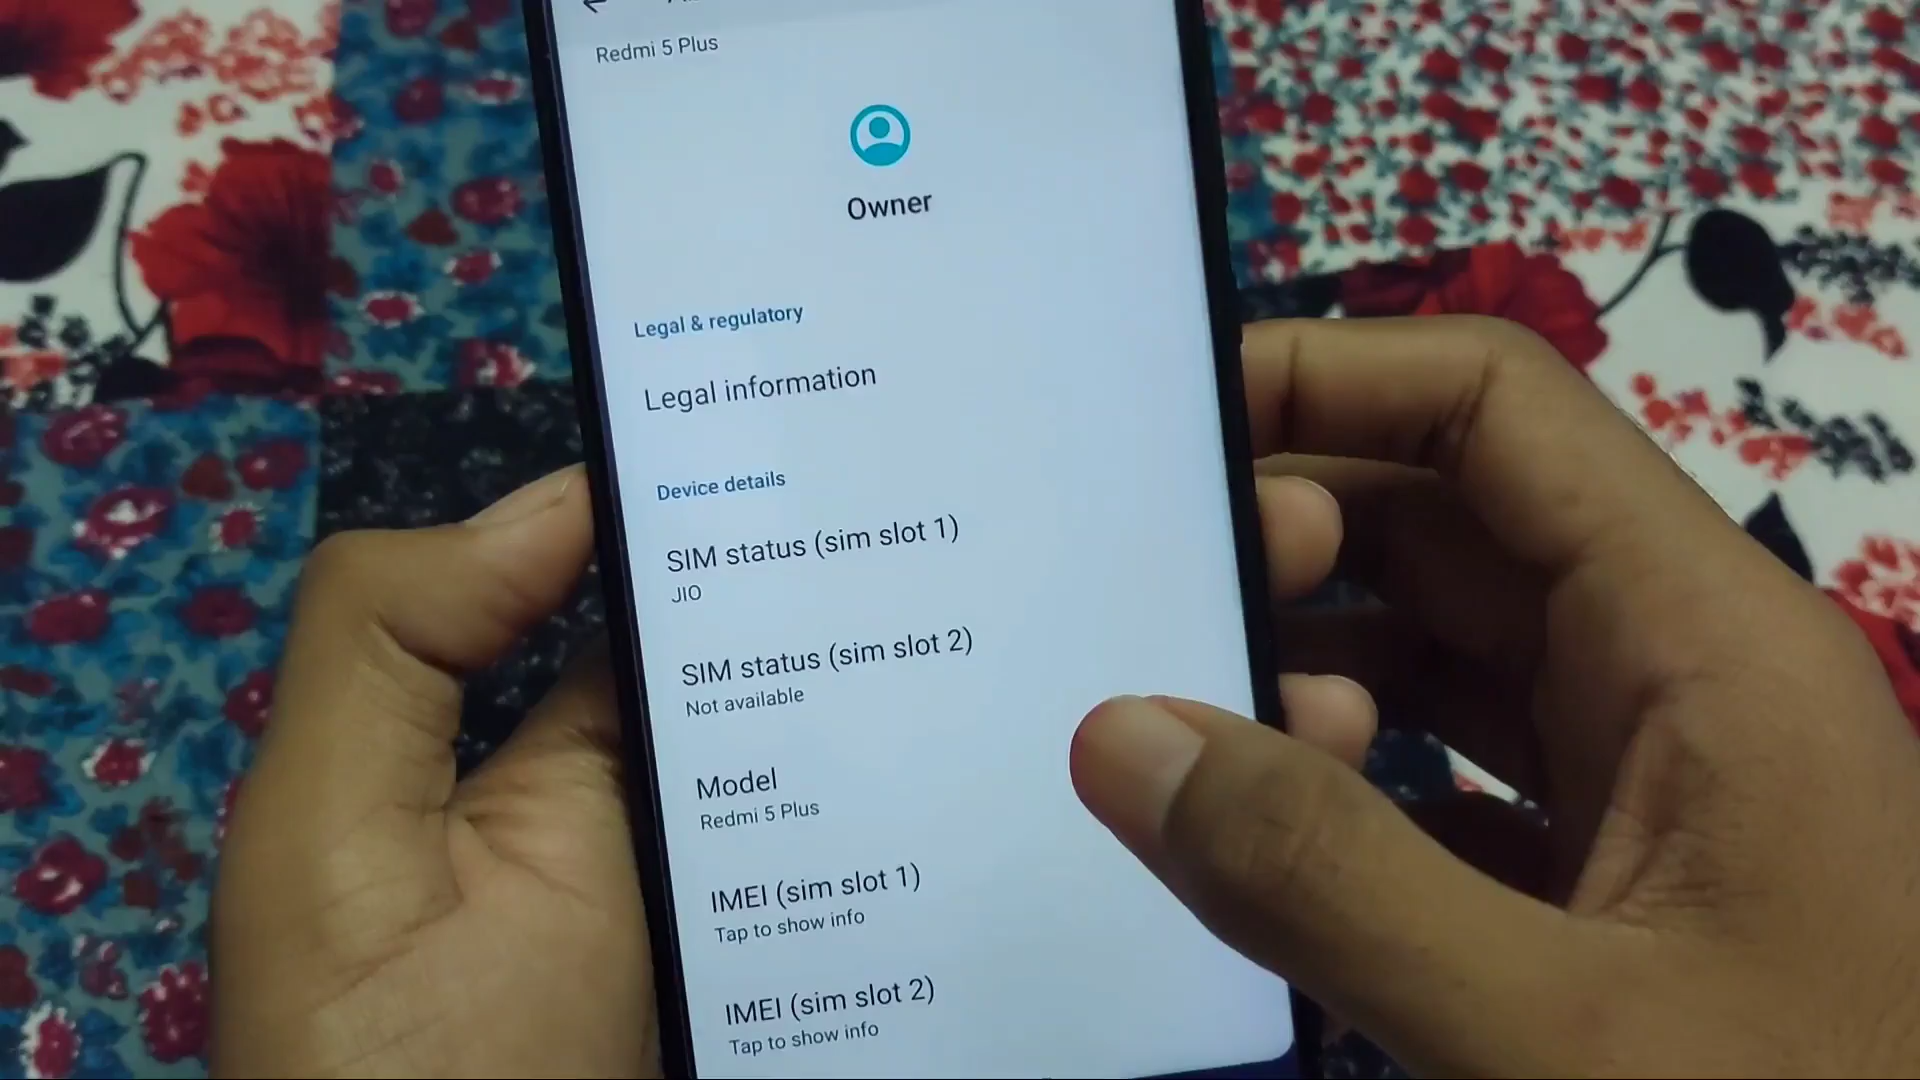 Redmi 5 Plus
Owner
Legal & regulatory
Legal information
Device details
SIM status (sim slot 1)
JIO
SIM status (sim slot 2)
Not available
Model
Redmi 5 Plus
IMEI (sim slot 1)
Tap to show info
IMEI (sim slot 2)
Tap to show info